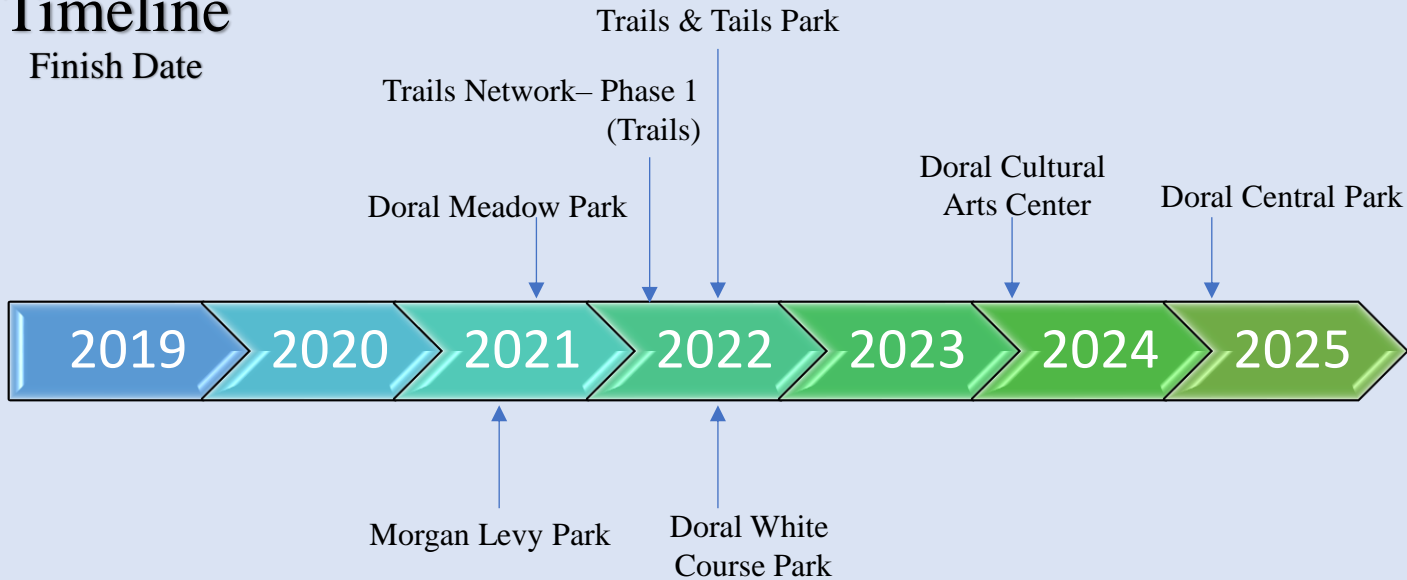 Timeline
Finish Date
Trails & Tails Park
Trails Network– Phase 1
(Trails)
Doral Meadow Park
Doral Cultural
Arts Center
Doral Central Park
2019
2020
2021
2022
2023
2024
2025
Morgan Levy Park
Doral White
Course Park